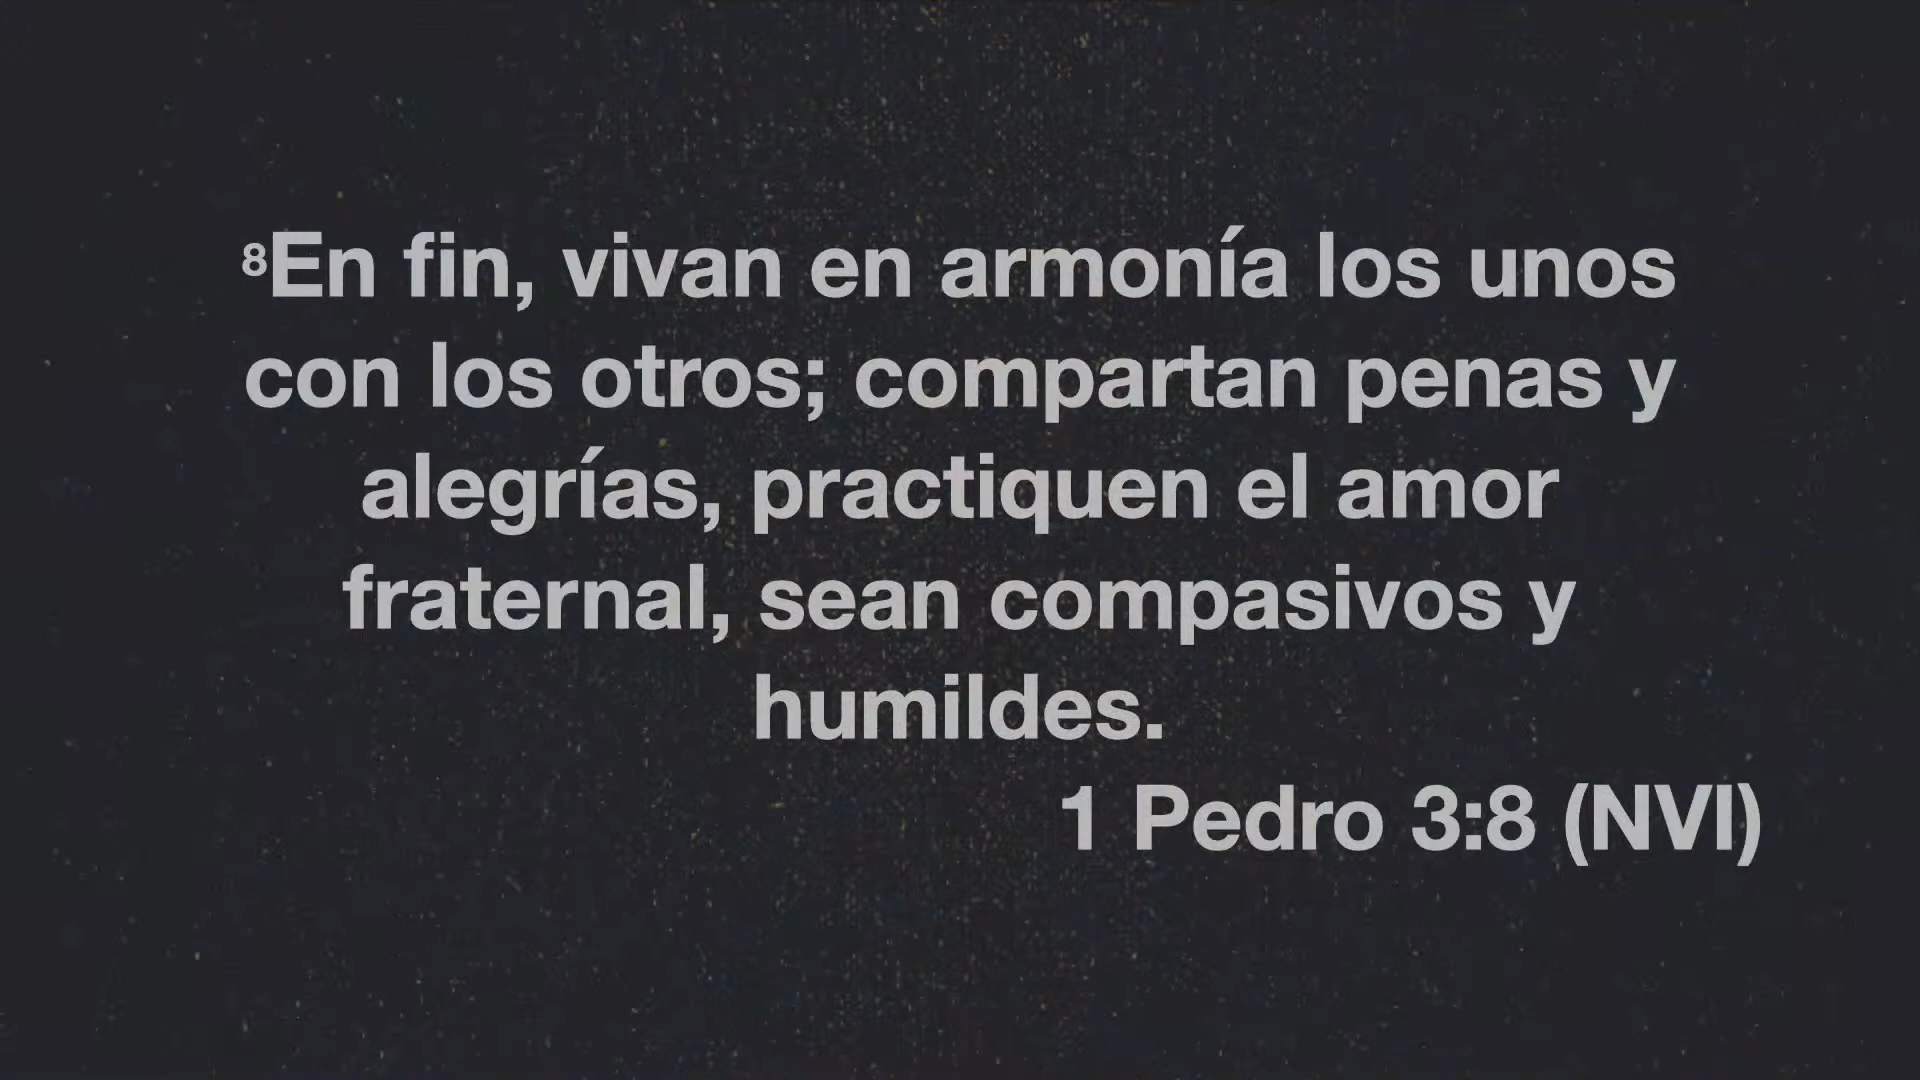 ⁸En fin, vivan en armonía los unos
con los otros; compartan penas y
alegrías, practiquen el amor
fraternal, sean compasivos y
humildes.
1 Pedro 3:8 (NVI)